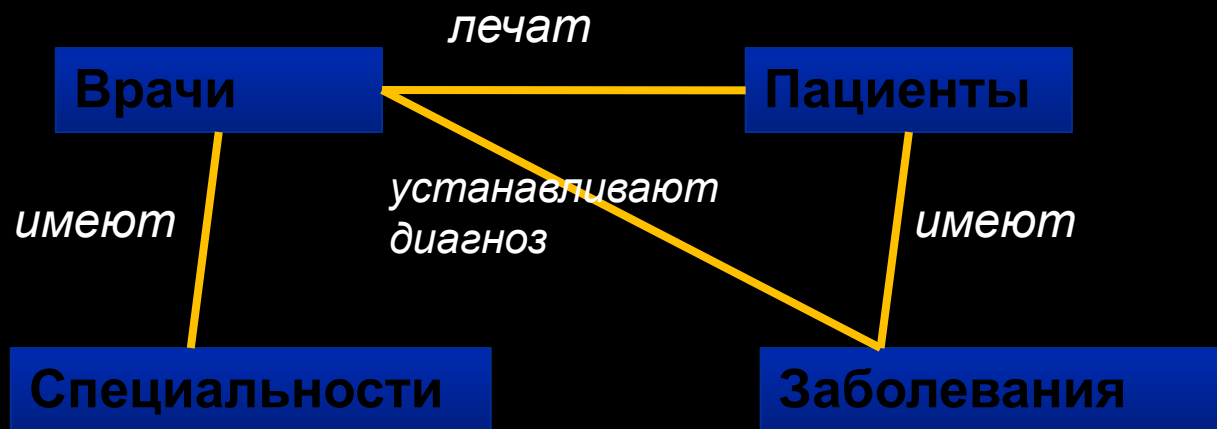 лечат
Врачи
Пациенты
устанавливают
диагноз
имеют
имеют
Специальности
Заболевания